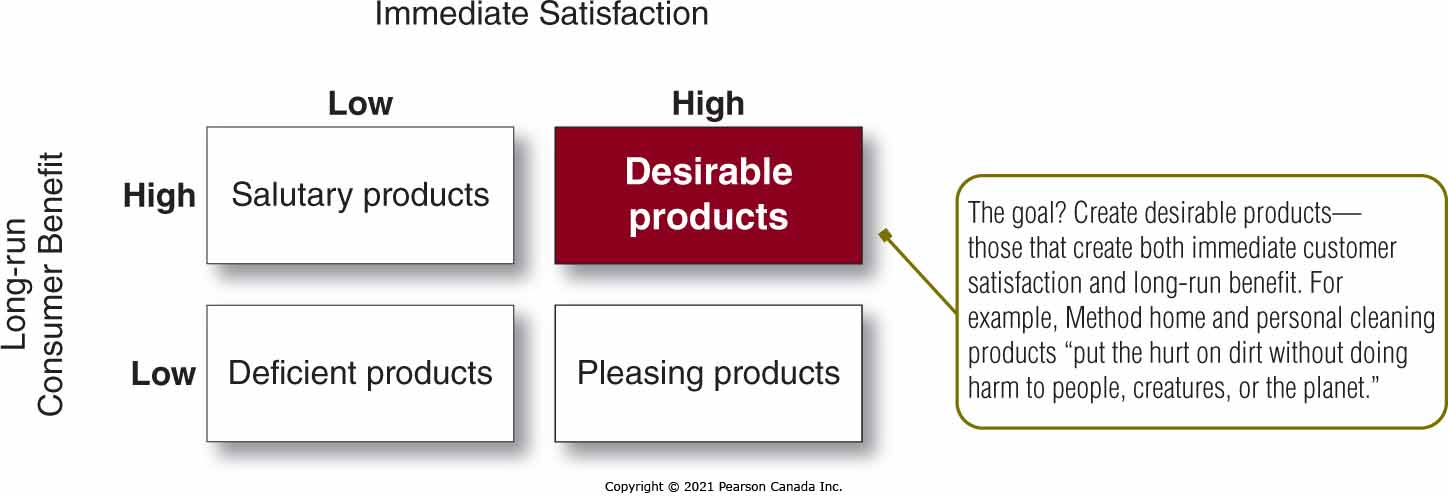 Immediate Satisfaction
Low
High
Long-run
Consumer Benefit
High
Salutary products
Desirable
products
Low
Deficient products
Pleasing products
The goal? Create desirable products—
those that create both immediate customer
satisfaction and long-run benefit. For
example, Method home and personal cleaning
products “put the hurt on dirt without doing
harm to people, creatures, or the planet.”
Copyright © 2021 Pearson Canada Inc.